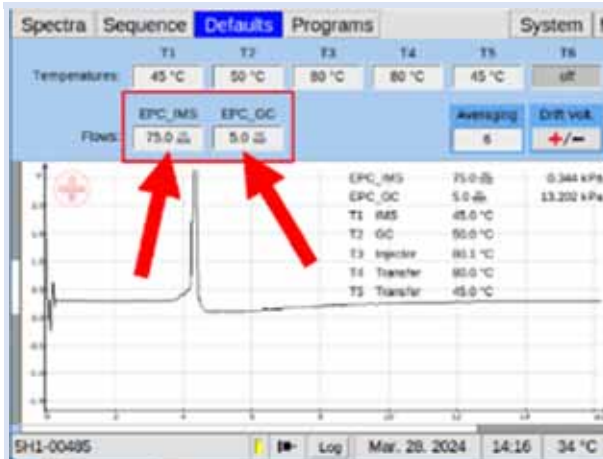 Spectra Sequence Defaults Programs System
T1 T2 T3 T4 T5 T6
Temperatures: 45 °C 50 °C 80 °C 80 °C 45 °C off
EPC_IMS EPC_GC Averaging Drift Volt.
Flows: 75.0 5.0 6 +/-
EPC_IMS 75.0 0.344 kPa
EPC_GC 5.0 13.202 kPa
T1 IMS 45.0 °C
T2 GC 50.0 °C
T3 Injector 80.1 °C
T4 Transfer 80.0 °C
T5 Transfer 45.0 °C
5H1-00485 Log Mar. 28. 2024 14:16 34 °C